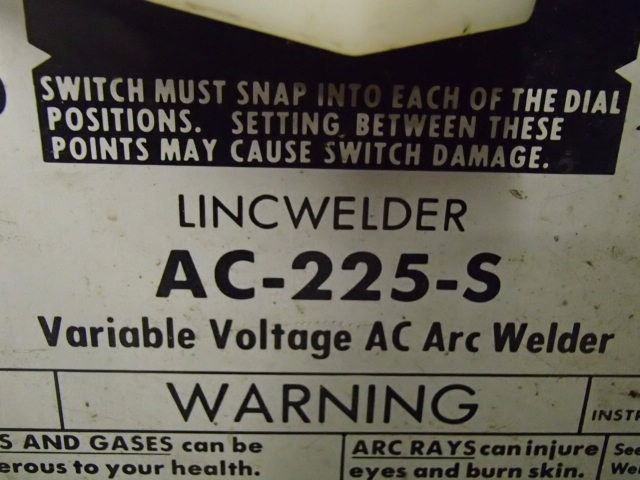 SWITCH MUST SNAP INTO EACH OF THE DIAL
POSITIONS. SETTING BETWEEN THESE
POINTS MAY CAUSE SWITCH DAMAGE.
LINCWELDER
AC-225-S
Variable Voltage AC Arc Welder
WARNING
AND GASES can be
to your health.
ARC RAYS can injure
eyes and burn skin.
See